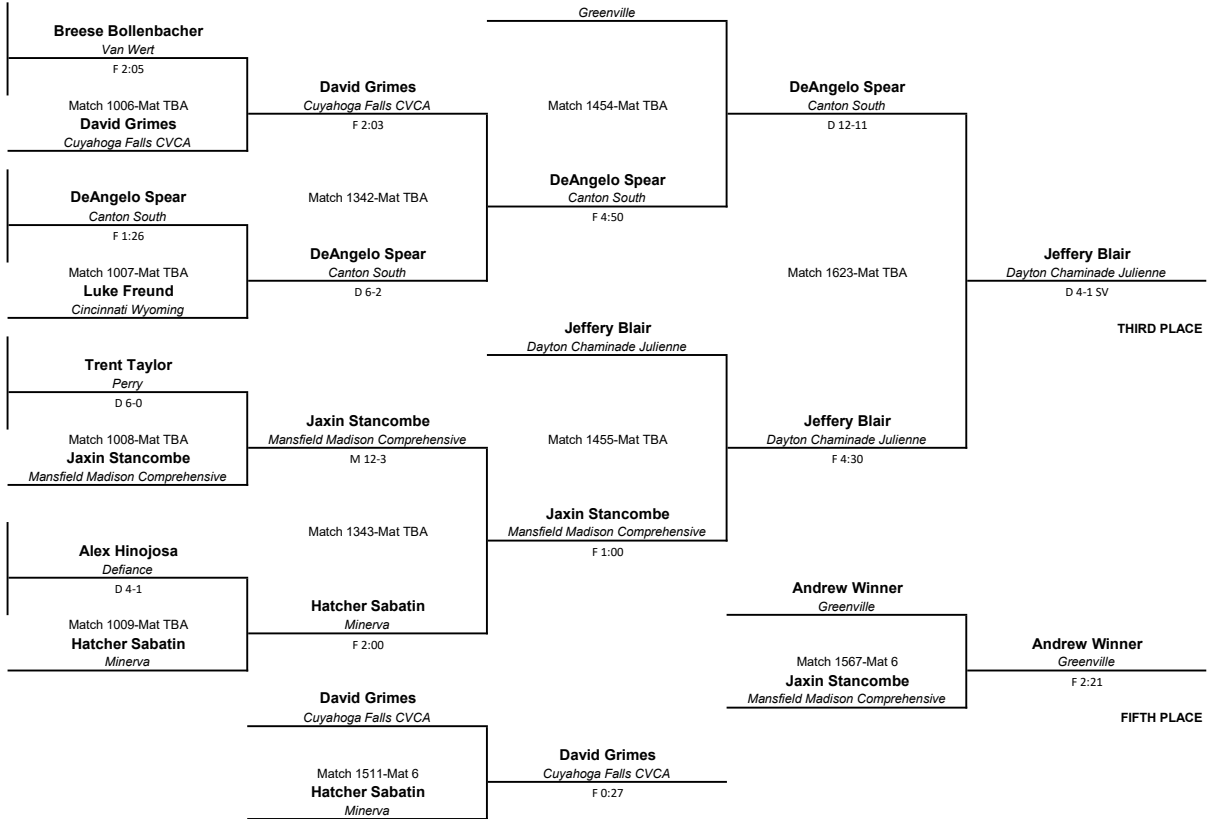 Greenville
Breese Bollenbacher
Van Wert
F 2:05
Match 1006-Mat TBA
David Grimes
Cuyahoga Falls CVCA
David Grimes
Cuyahoga Falls CVCA
F 2:03
Match 1454-Mat TBA
DeAngelo Spear
Canton South
D 12-11
DeAngelo Spear
Canton South
F 1:26
Match 1007-Mat TBA
Luke Freund
Cincinnati Wyoming
Match 1342-Mat TBA
DeAngelo Spear
Canton South
D 6-2
DeAngelo Spear
Canton South
F 4:50
Match 1623-Mat TBA
Jeffery Blair
Dayton Chaminade Julienne
D 4-1 SV
THIRD PLACE
Trent Taylor
Perry
D 6-0
Match 1008-Mat TBA
Jaxin Stancombe
Mansfield Madison Comprehensive
Jaxin Stancombe
Mansfield Madison Comprehensive
M 12-3
Jeffery Blair
Dayton Chaminade Julienne
Match 1455-Mat TBA
Jeffery Blair
Dayton Chaminade Julienne
F 4:30
Alex Hinojosa
Defiance
D 4-1
Match 1009-Mat TBA
Hatcher Sabatin
Minerva
Match 1343-Mat TBA
Hatcher Sabatin
Minerva
F 2:00
Jaxin Stancombe
Mansfield Madison Comprehensive
F 1:00
Andrew Winner
Greenville
Match 1567-Mat 6
Jaxin Stancombe
Mansfield Madison Comprehensive
Andrew Winner
Greenville
F 2:21
FIFTH PLACE
David Grimes
Cuyahoga Falls CVCA
Match 1511-Mat 6
Hatcher Sabatin
Minerva
David Grimes
Cuyahoga Falls CVCA
F 0:27